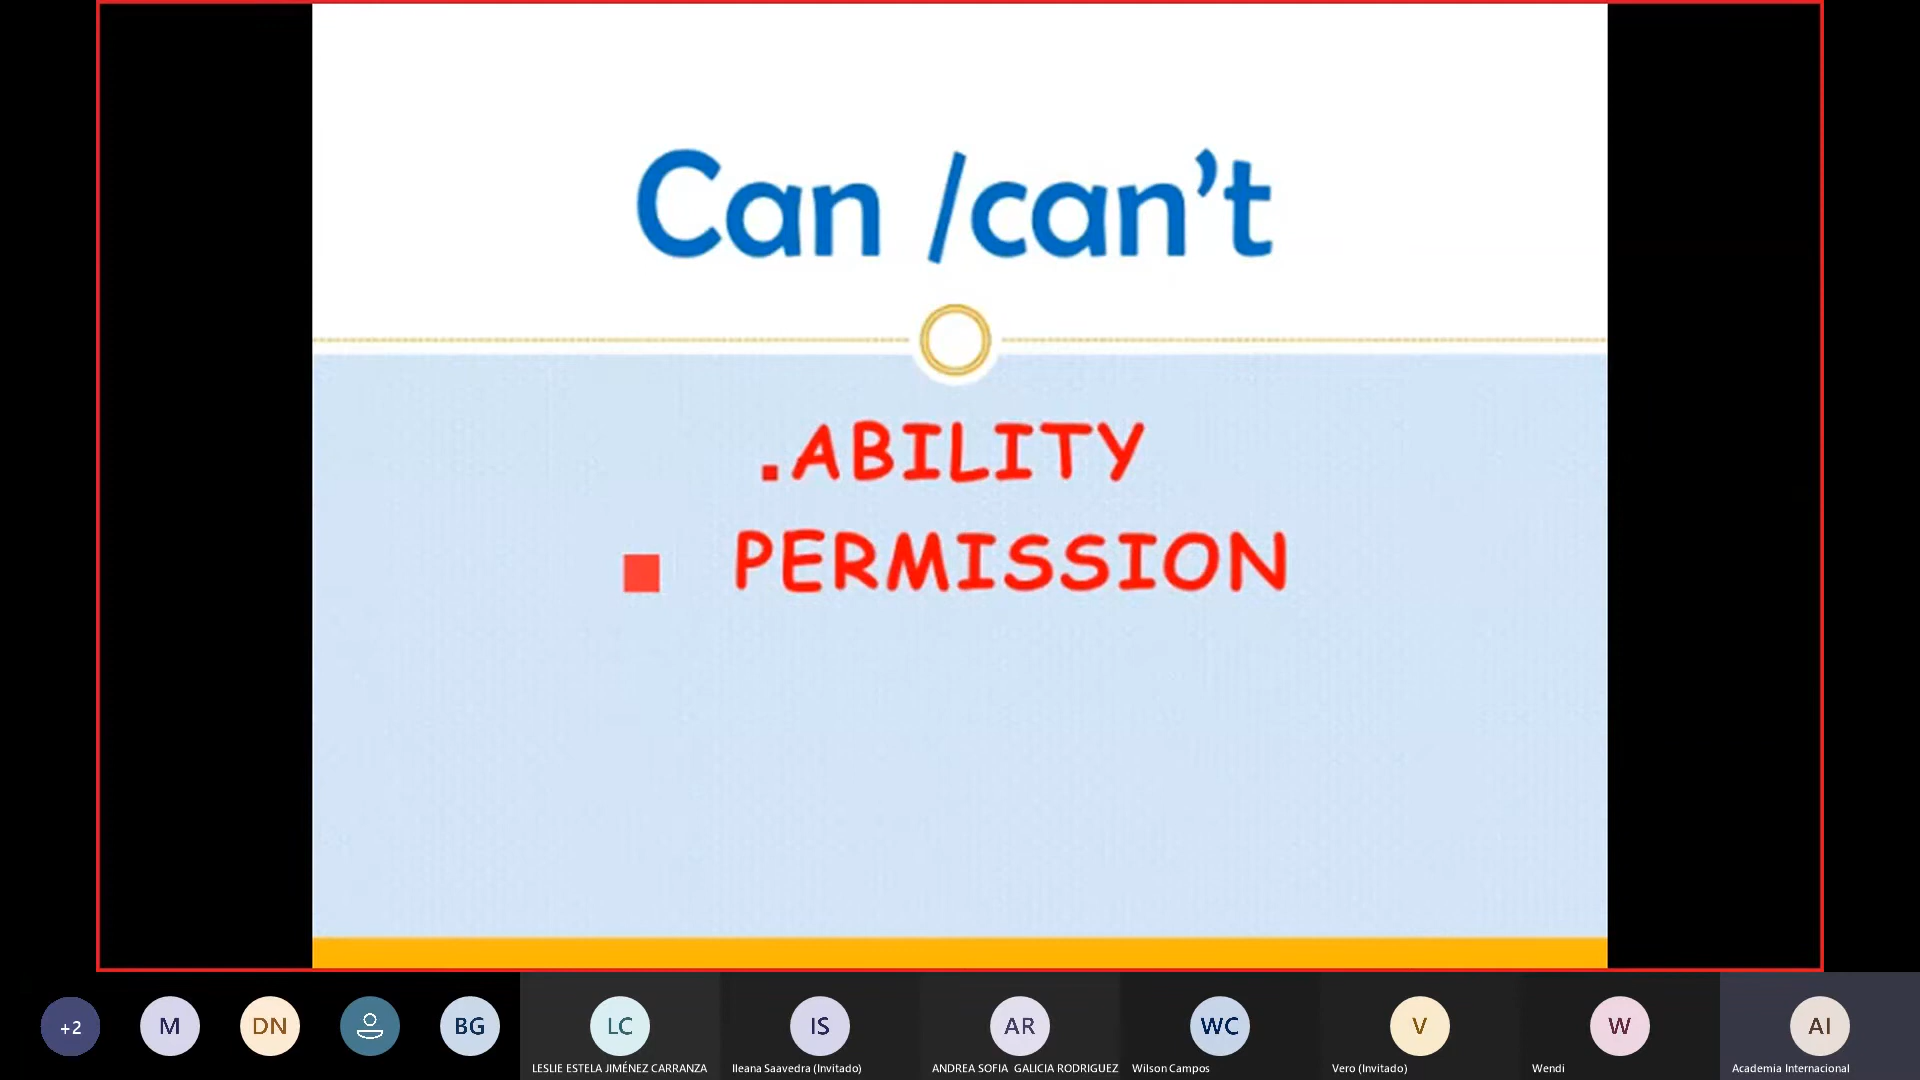 Can /can't
.ABILITY
■ PERMISSION
+2
M
DN
BG
LC
IS
AR
WC
V
W
AI
LESLIE ESTELA JIMÉNEZ CARRANZA
Ileana Saavedra (Invitado)
ANDREA SOFIA GALICIA RODRIGUEZ
Wilson Campos
Vero (Invitado)
Wendi
Academia Internacional